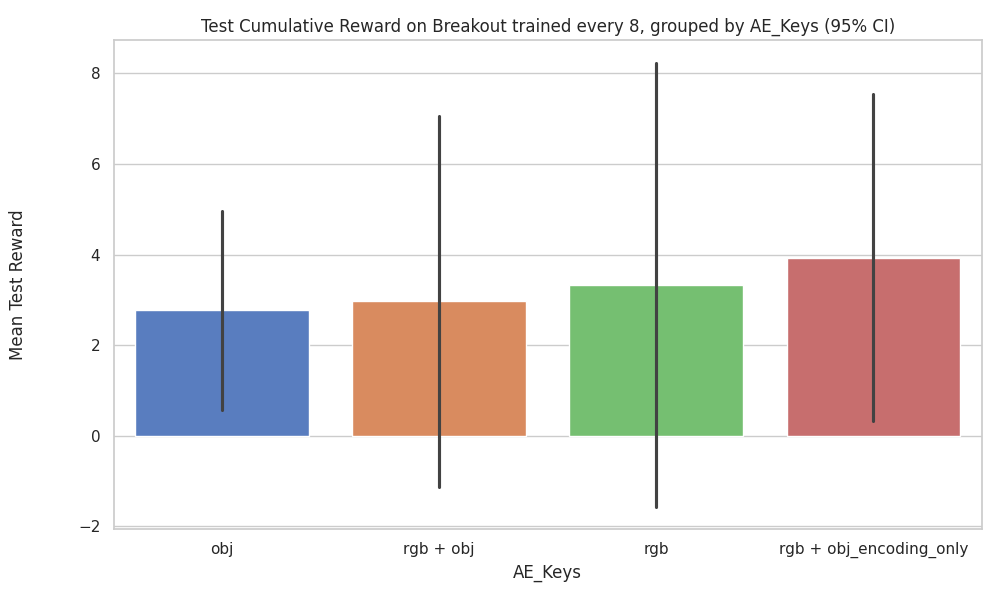 Test Cumulative Reward on Breakout trained every 8, grouped by AE_Keys (95% CI)
Mean Test Reward
8
6
4
2
0
−2
obj
rgb + obj
rgb
rgb + obj_encoding_only
AE_Keys